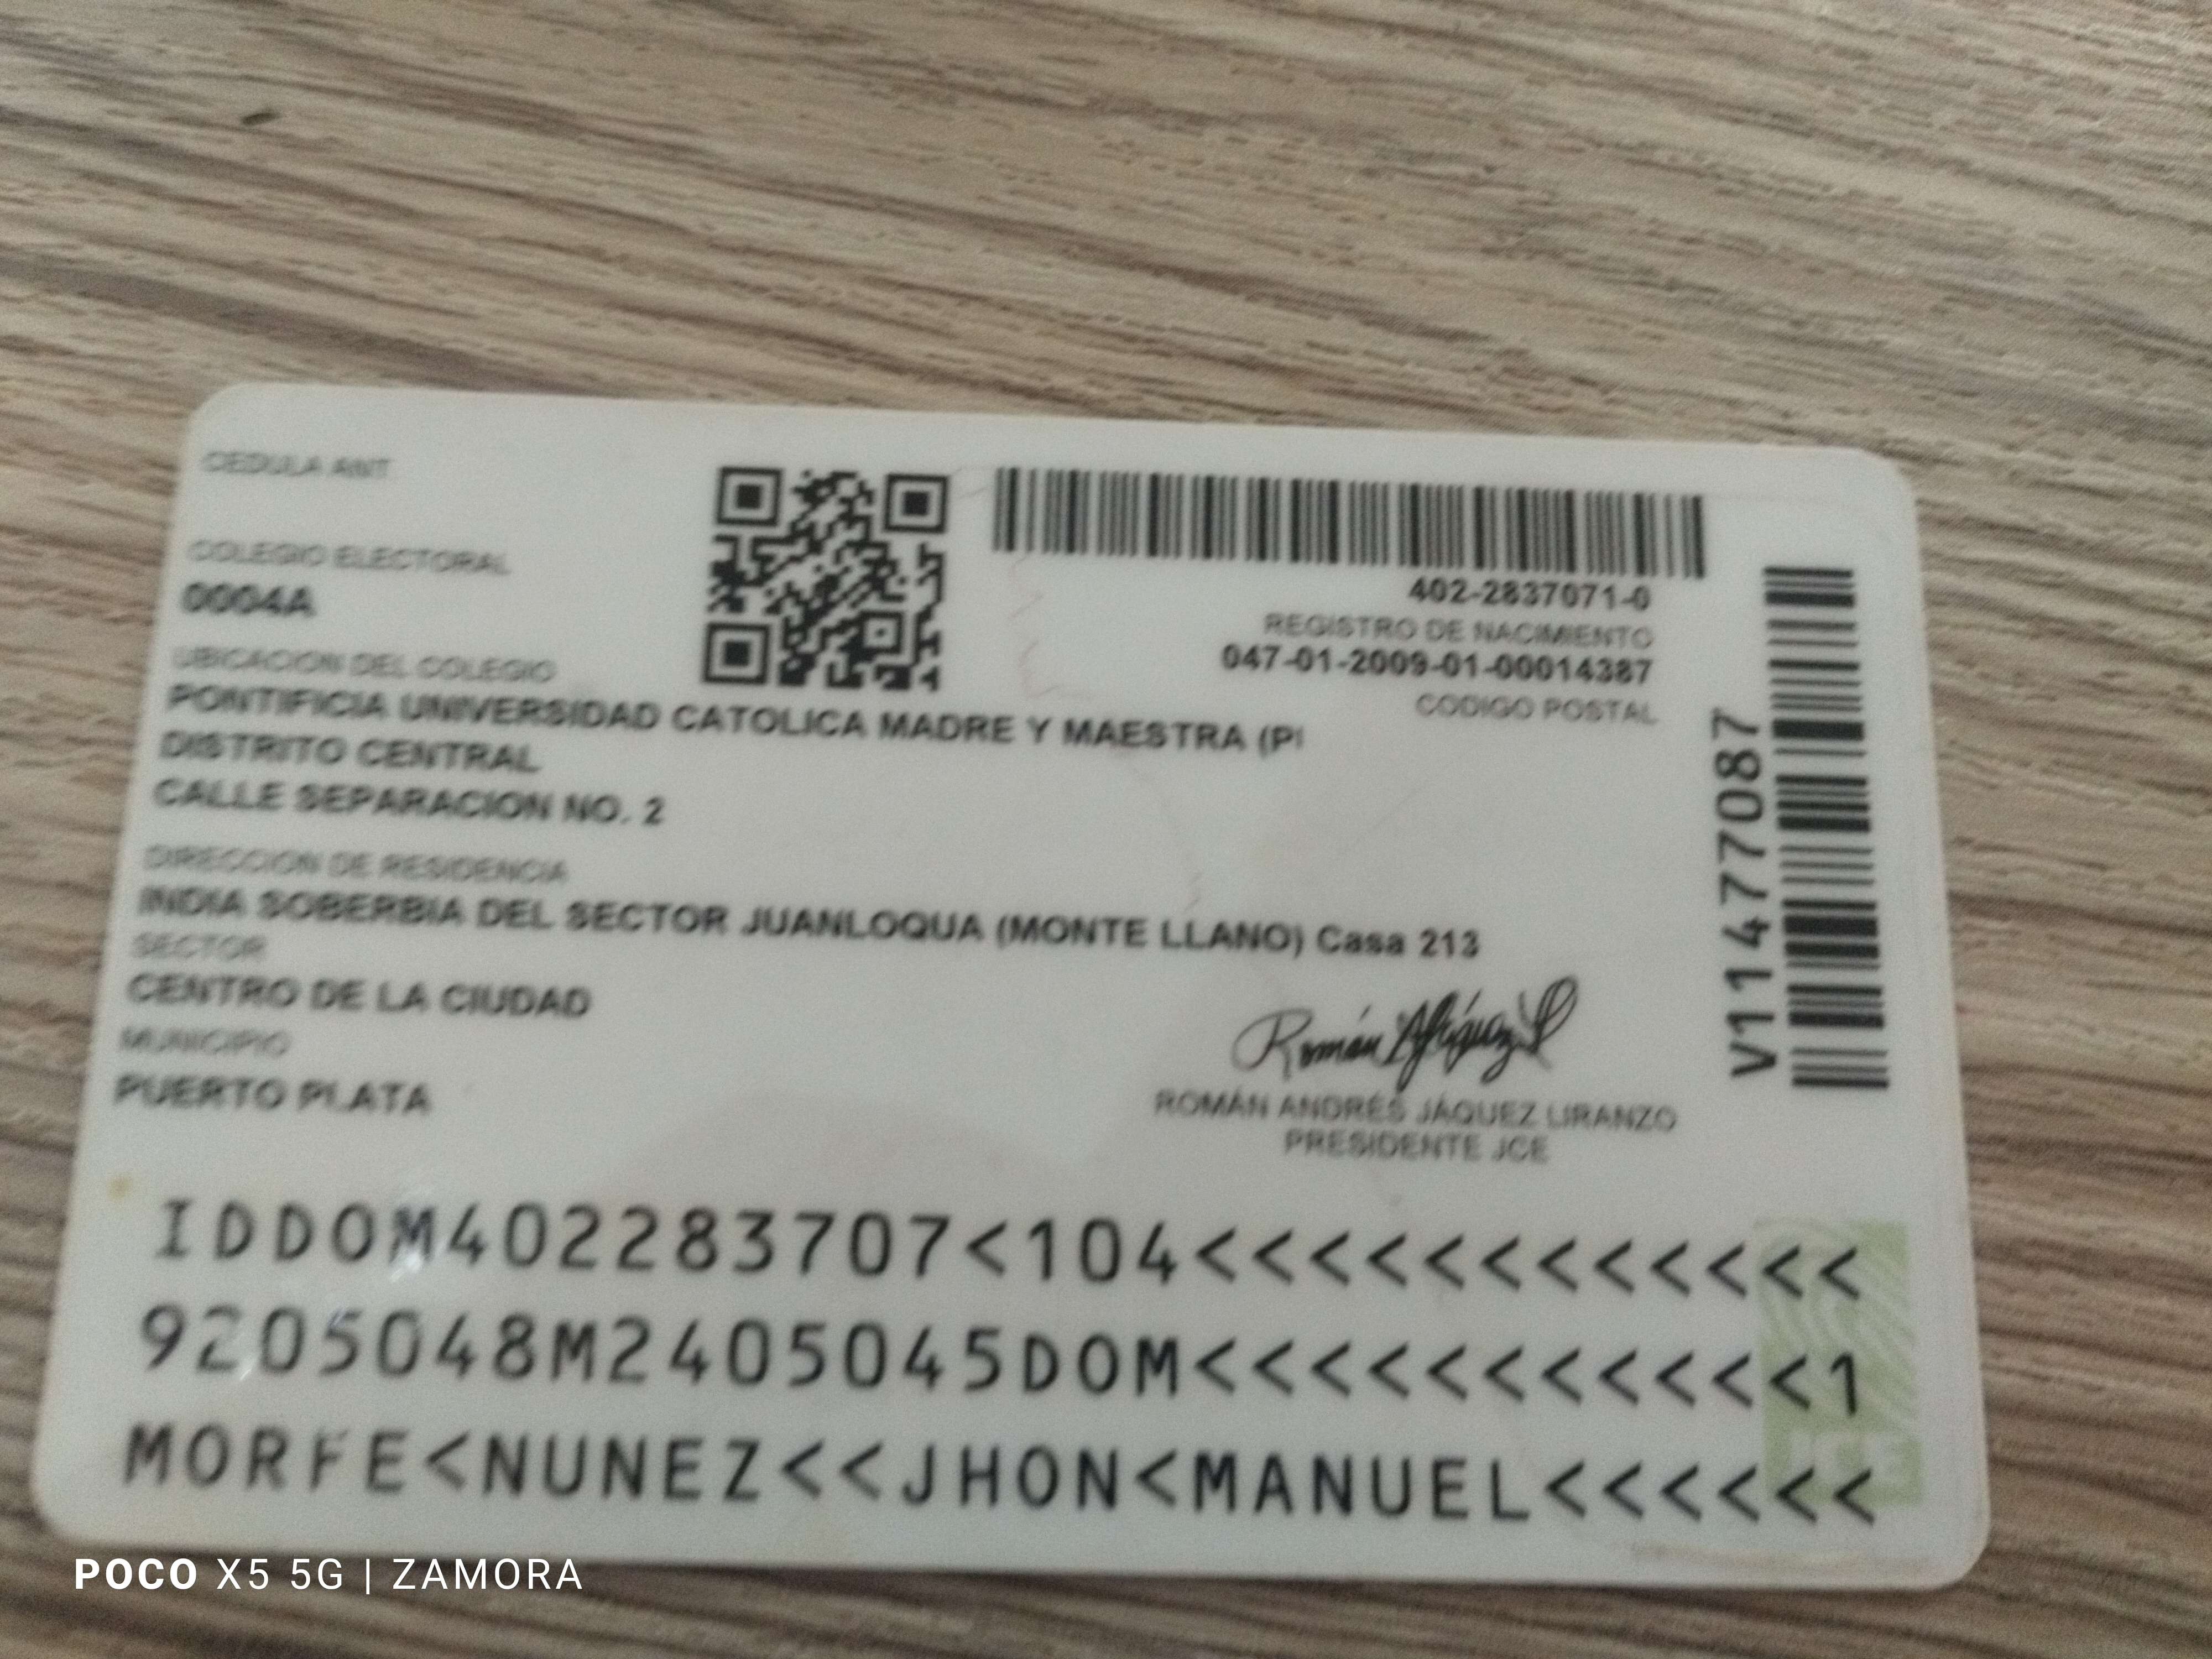 CEDULA ANT.
COLEGIO ELECTORAL
0004A
UBICACION DEL COLEGIO
PONTIFICIA UNIVERSIDAD CATOLICA MADRE Y MAESTRA (P
DISTRITO CENTRAL
CALLE SEPARACION NO. 2
DIRECCION DE RESIDENCIA
INDIA SOBERBIA DEL SECTOR JUANLOQUA (MONTE LLANO) Casa 213
SECTOR
CENTRO DE LA CIUDAD
MUNICIPIO
PUERTO PLATA
402-2837071-0
REGISTRO DE NACIMIENTO
047-01-2009-01-00014387
CODIGO POSTAL
V11477087
ROMÁN ANDRÉS JÁQUEZ LIRANZO
PRESIDENTE JCE
IDDOM402283707<104<<<<<<<<<<<<
9205048M2405045DOM<<<<<<<<<<<1
MORFE<NUNEZ<<JHON<MANUEL<<<<<<
JCE
POCO X5 5G | ZAMORA